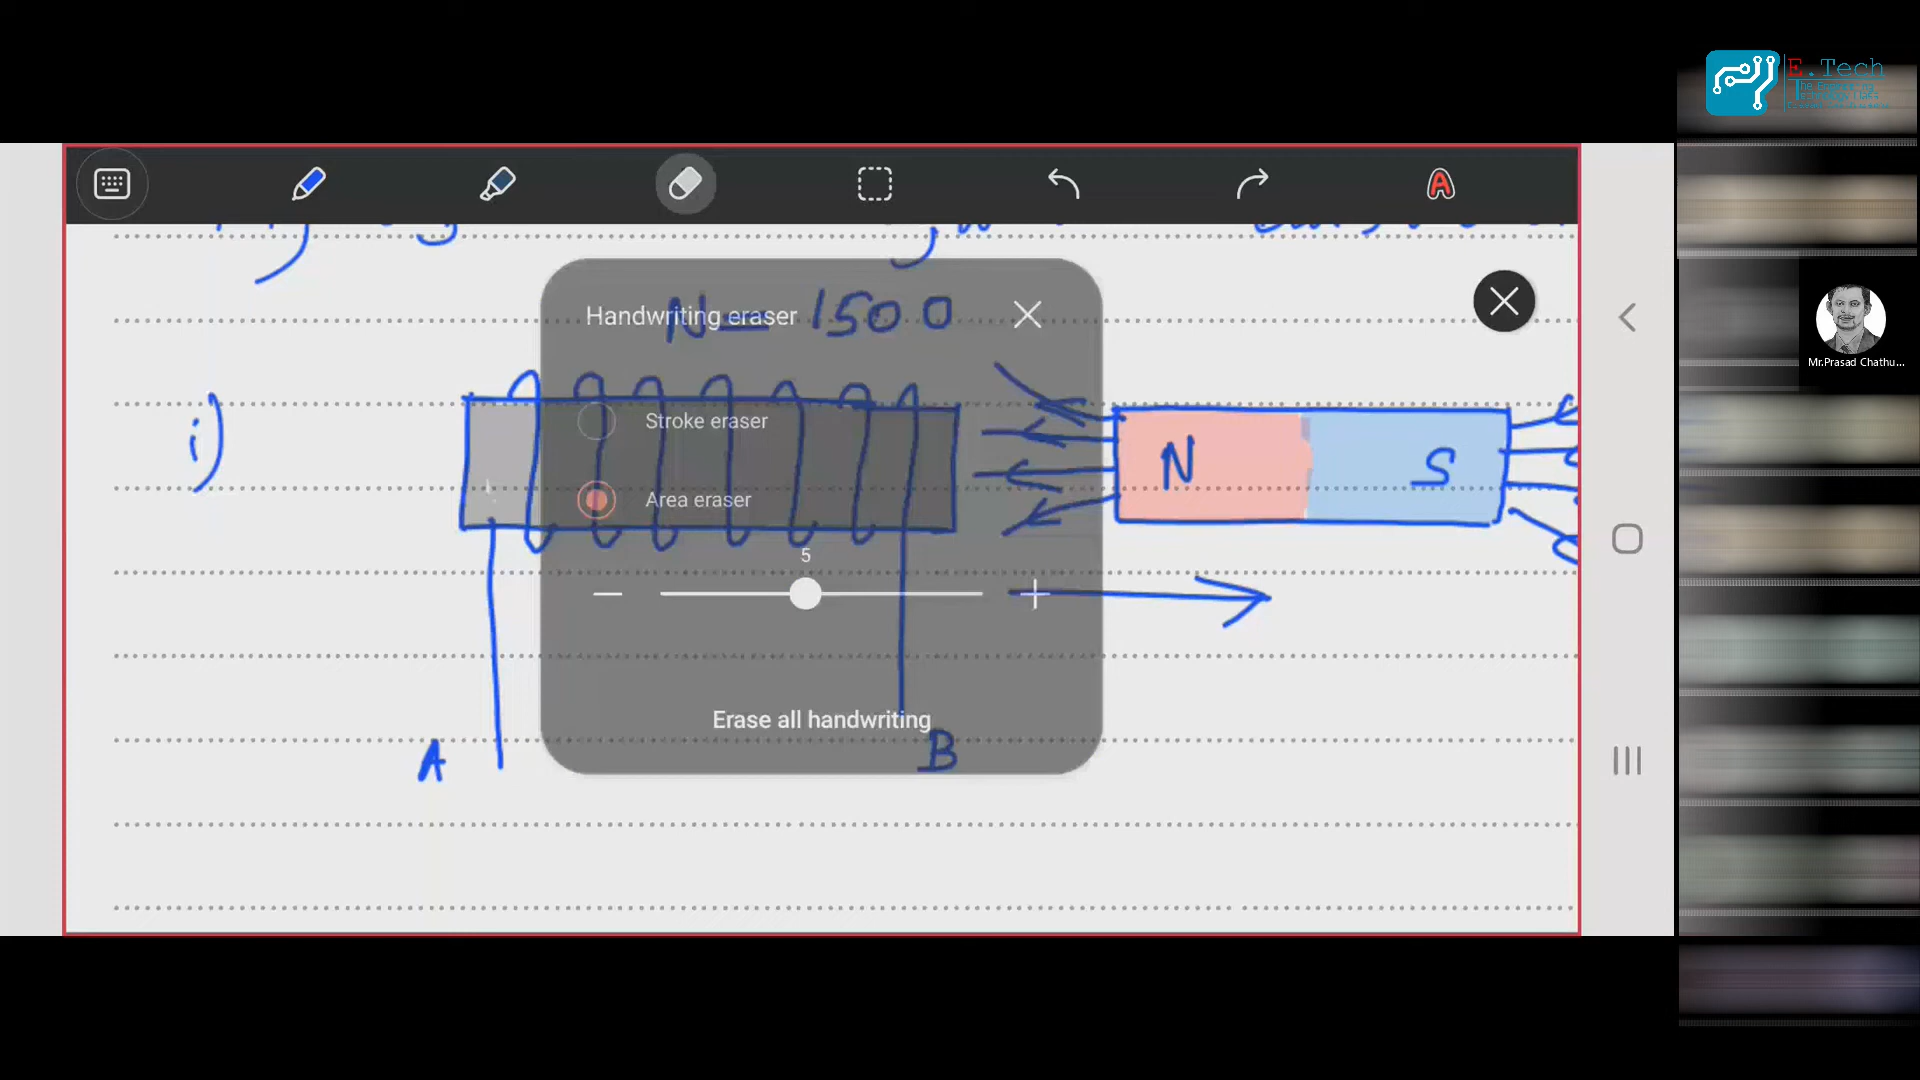 E.Tech
Handwriting eraser
N = 1500
i)
Stroke eraser
Area eraser
N
S
5
Erase all handwriting
A
B
A
Mr.Prasad Chathu...